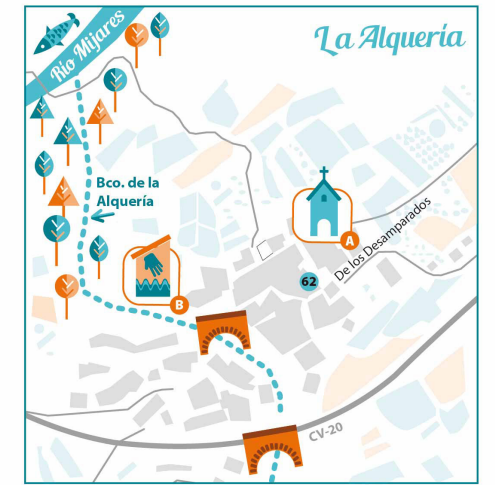 La Alquería
Río Mijares
Bco. de la
Alquería
A
De los Desamparados
62
B
CV-20